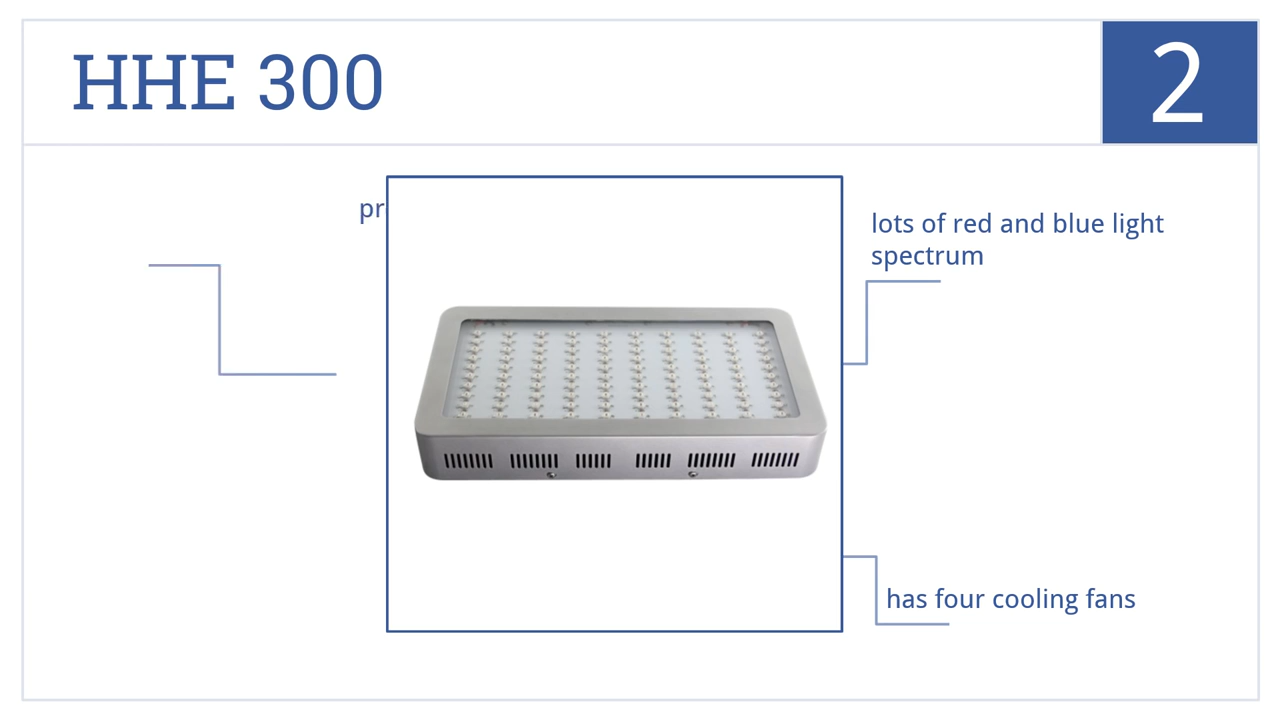 HHE 300
2
pr
lots of red and blue light
spectrum
has four cooling fans